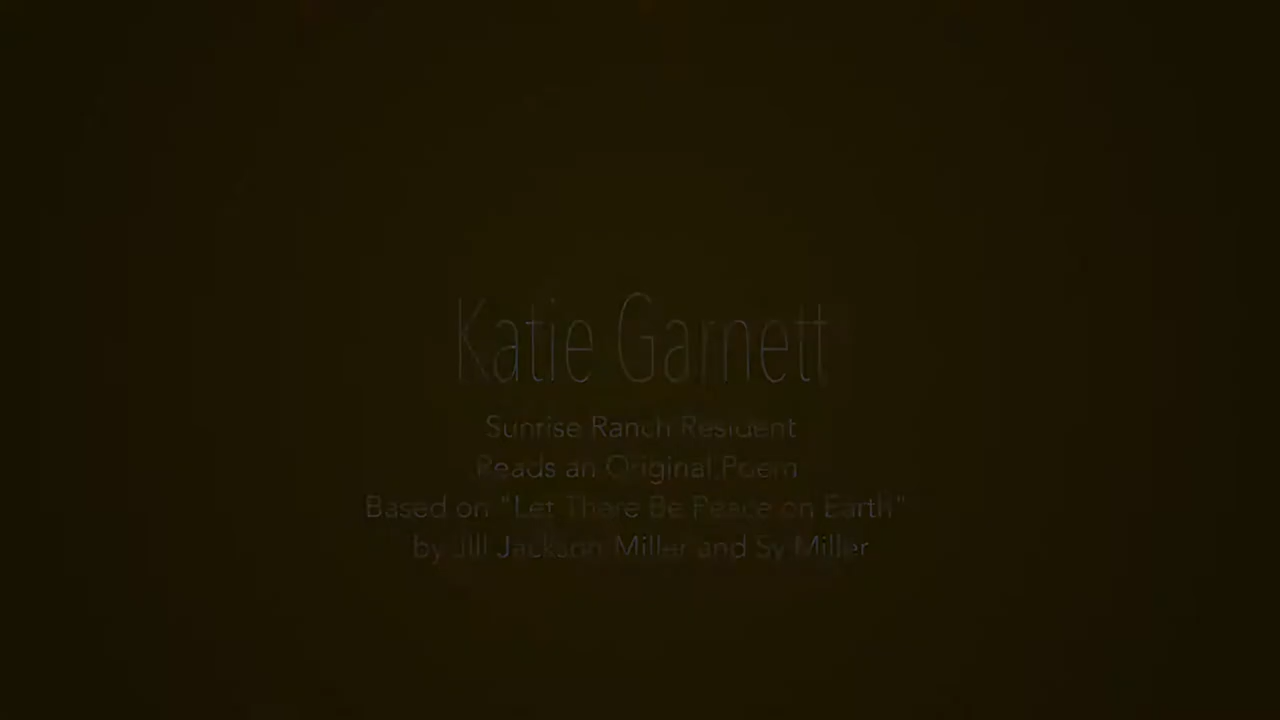 Katie Garnett
Sunrise Ranch Resident
Reads an Original Poem
Based on "Let There Be Peace on Earth"
by Jill Jackson Miller and Sy Miller